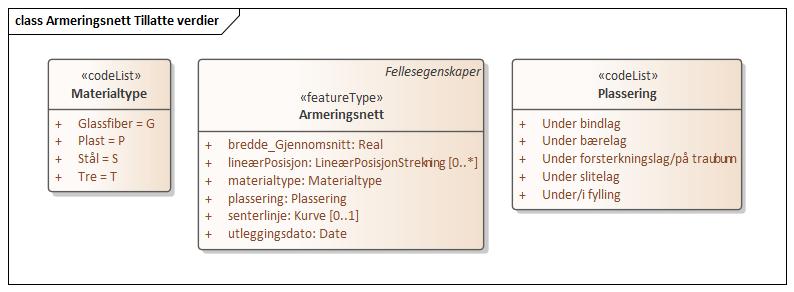 class Armeringsnett Tillatte verdier
«codeList»
Materialtype
+ Glassfiber = G
+ Plast = P
+ Stål = S
+ Tre = T
Fellesegenskaper
«featureType»
Armeringsnett
+ bredde_Gjennomsnitt: Real
+ lineærPosisjon: LineærPosisjonStrekning [0..*]
+ materialtype: Materialtype
+ plassering: Plassering
+ senterlinje: Kurve [0..1]
+ utleggingsdato: Date
«codeList»
Plassering
+ Under bindlag
+ Under bærelag
+ Under forsterkningslag/på traubunn
+ Under slitelag
+ Under/i fylling